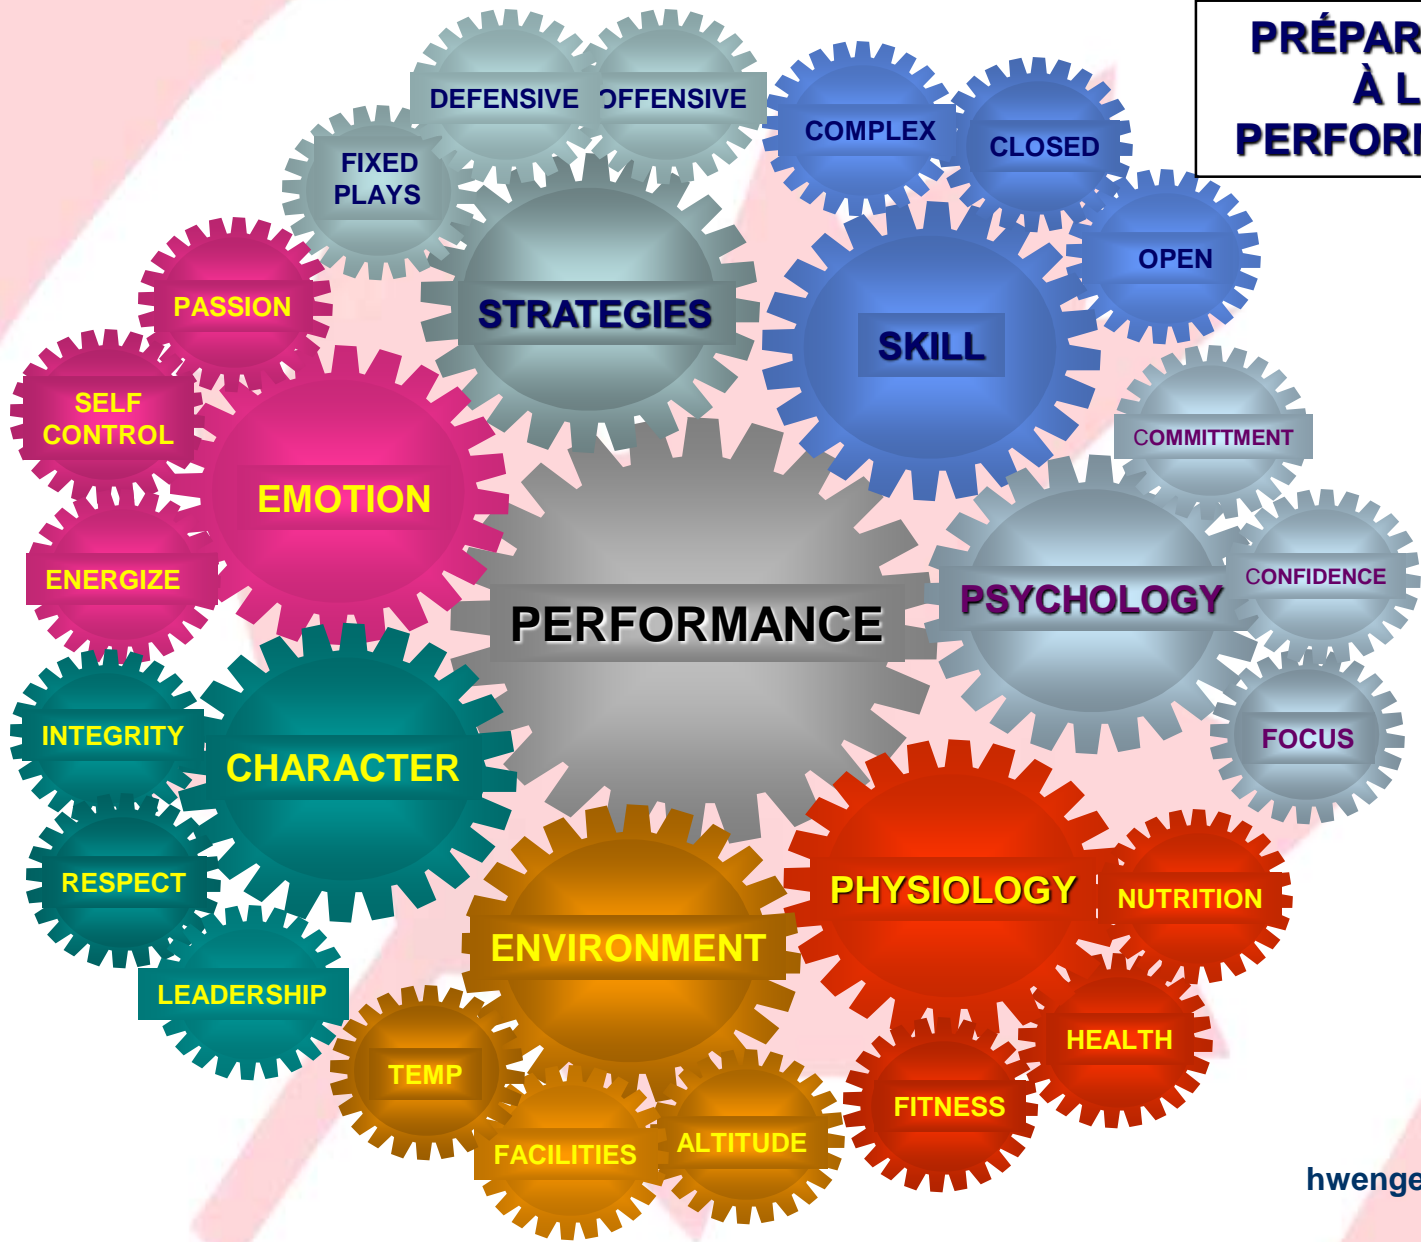 PRÉPAR
À L
PERFOR
DEFENSIVE
OFFENSIVE
COMPLEX
CLOSED
FIXED
PLAYS
OPEN
PASSION
STRATEGIES
SKILL
SELF
CONTROL
COMMITTMENT
EMOTION
ENERGIZE
CONFIDENCE
PSYCHOLOGY
PERFORMANCE
INTEGRITY
FOCUS
CHARACTER
RESPECT
PHYSIOLOGY
NUTRITION
ENVIRONMENT
LEADERSHIP
HEALTH
TEMP
FITNESS
FACILITIES
ALTITUDE
hwenge